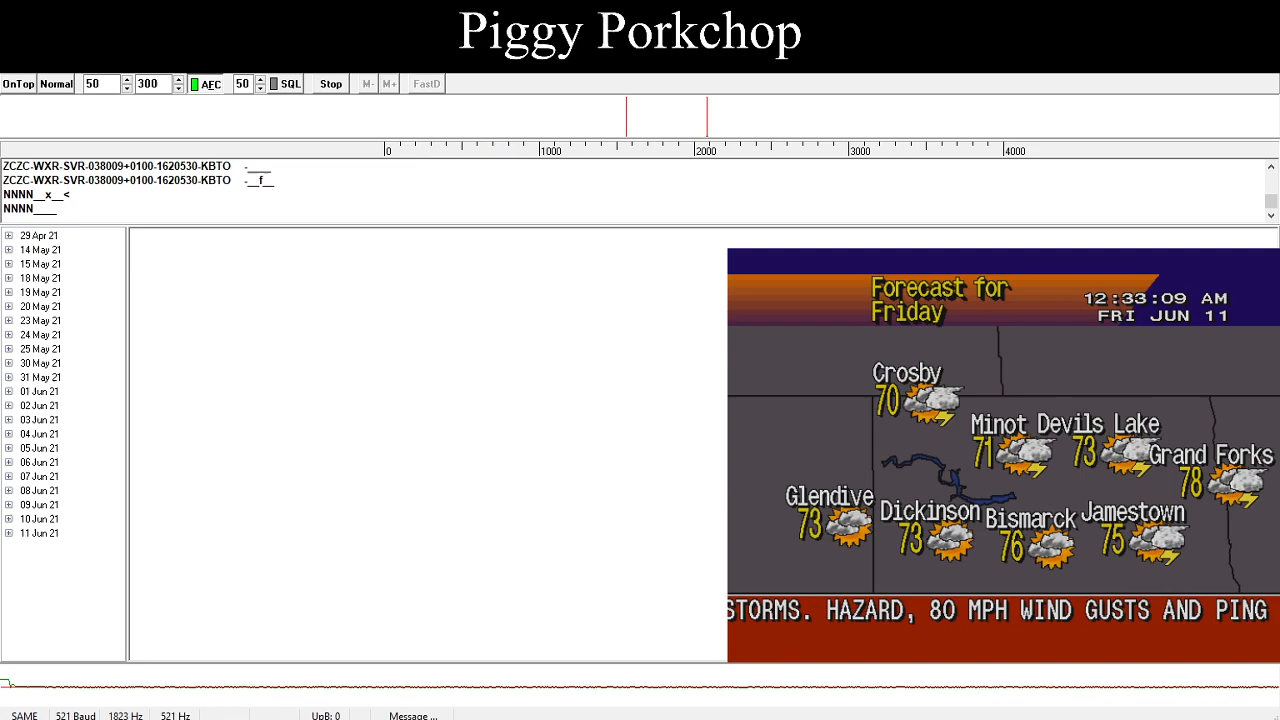 Piggy Porkchop
OnTop Normal 50 300 AFC 50 SQL Stop M- M+ FastD
0 1000 2000 3000 4000
ZCZC-WXR-SVR-038009+0100-1620530-KBTO -____
ZCZC-WXR-SVR-038009+0100-1620530-KBTO -__f__
NNNN__x__<
NNNN____
29 Apr 21
14 May 21
15 May 21
18 May 21
19 May 21
20 May 21
23 May 21
24 May 21
25 May 21
30 May 21
31 May 21
01 Jun 21
02 Jun 21
03 Jun 21
04 Jun 21
05 Jun 21
06 Jun 21
07 Jun 21
08 Jun 21
09 Jun 21
10 Jun 21
11 Jun 21
Forecast for
Friday
12:33:09 AM
FRI JUN 11
Crosby
70
Minot
71
Devils Lake
73
Grand Forks
78
Glendive
73
Dickinson
73
Bismarck
76
Jamestown
75
STORMS. HAZARD, 80 MPH WIND GUSTS AND PING
SAME 521 Baud 1823 Hz 521 Hz UpB: 0 Message ...